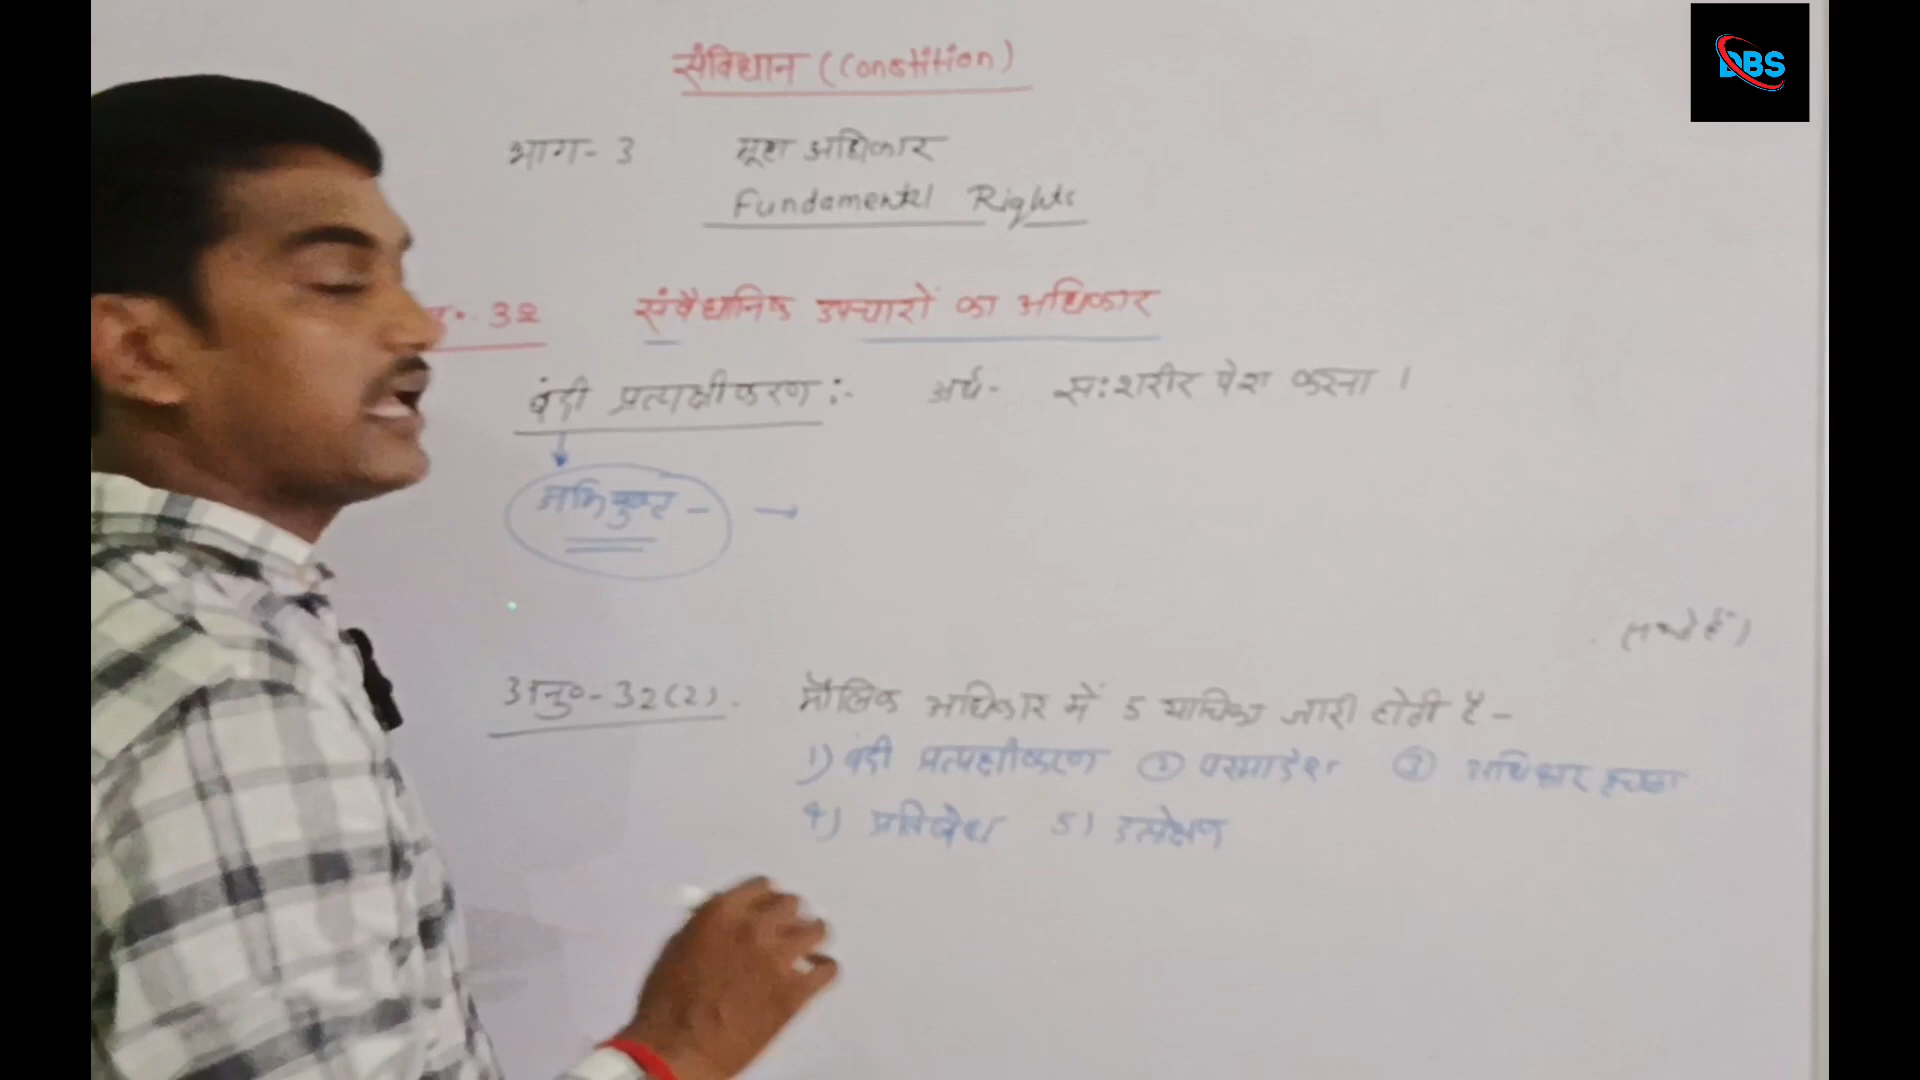 DBS
संविधान (Constition)
भाग- 3 मूल अधिकार
Fundamental Rights
32 संवैधानिक उपचारों का अधिकार
बंदी प्रत्यक्षीकरण :- अर्थ- स:शरीर पेश करना ।
अनु०- 32(2). मौलिक अधिकार में 5 याचिका जारी होती है -
1) बंदी प्रत्यक्षीकरण ② परमादेश ③ अधिकार पृच्छा
4) प्रतिषेध 5) उत्प्रेषण